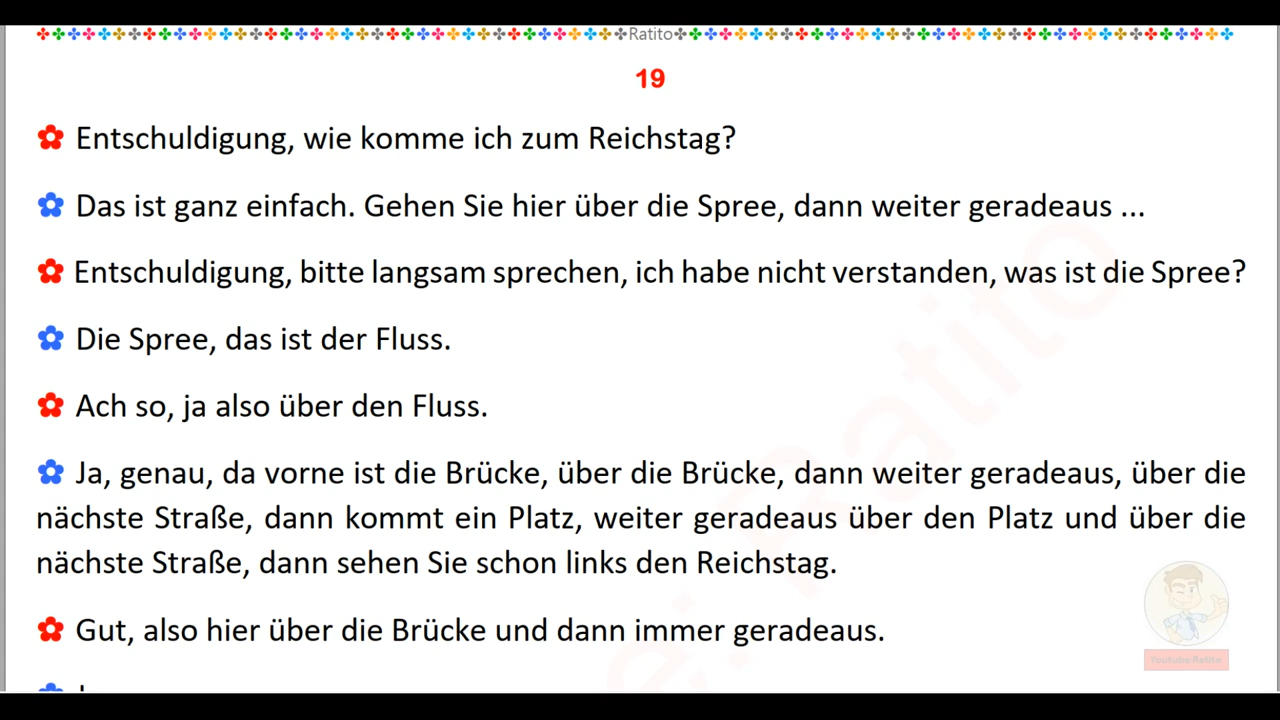 Ratito
19
Entschuldigung, wie komme ich zum Reichstag?
Das ist ganz einfach. Gehen Sie hier über die Spree, dann weiter geradeaus ...
Entschuldigung, bitte langsam sprechen, ich habe nicht verstanden, was ist die Spree?
Die Spree, das ist der Fluss.
Ach so, ja also über den Fluss.
Ja, genau, da vorne ist die Brücke, über die Brücke, dann weiter geradeaus, über die
nächste Straße, dann kommt ein Platz, weiter geradeaus über den Platz und über die
nächste Straße, dann sehen Sie schon links den Reichstag.
Gut, also hier über die Brücke und dann immer geradeaus.
Ratito
Youtube:Ratito